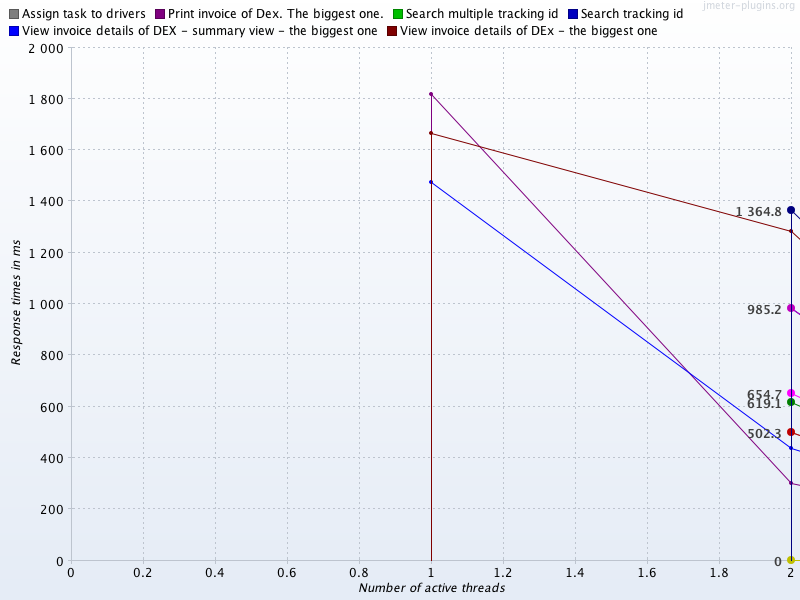 jmeter-plugins.org
Assign task to drivers Print invoice of Dex. The biggest one. Search multiple tracking id Search tracking id
View invoice details of DEX - summary view - the biggest one View invoice details of DEx - the biggest one
2 000
1 800
1 600
1 400
1 200
1 000
800
600
400
200
0
Response times in ms
1 364.8
985.2
654.7
619.1
502.3
0
0 0.2 0.4 0.6 0.8 1 1.2 1.4 1.6 1.8 2
Number of active threads